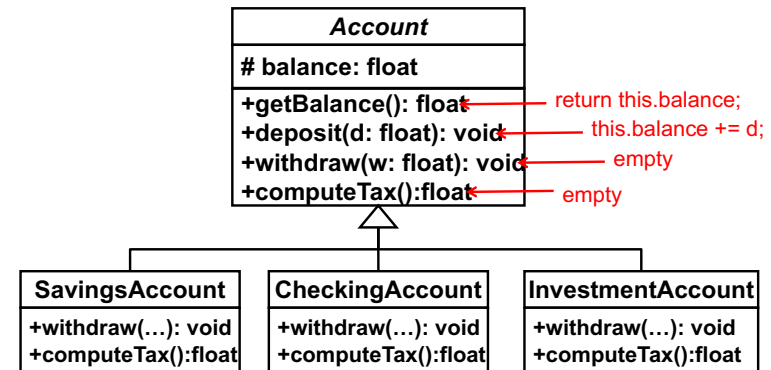 Account
# balance: float
+getBalance(): float
return this.balance;
+deposit(d: float): void
this.balance += d;
+withdraw(w: float): void
empty
+computeTax():float
empty
SavingsAccount
+withdraw(…): void
+computeTax():float
CheckingAccount
+withdraw(…): void
+computeTax():float
InvestmentAccount
+withdraw(…): void
+computeTax():float